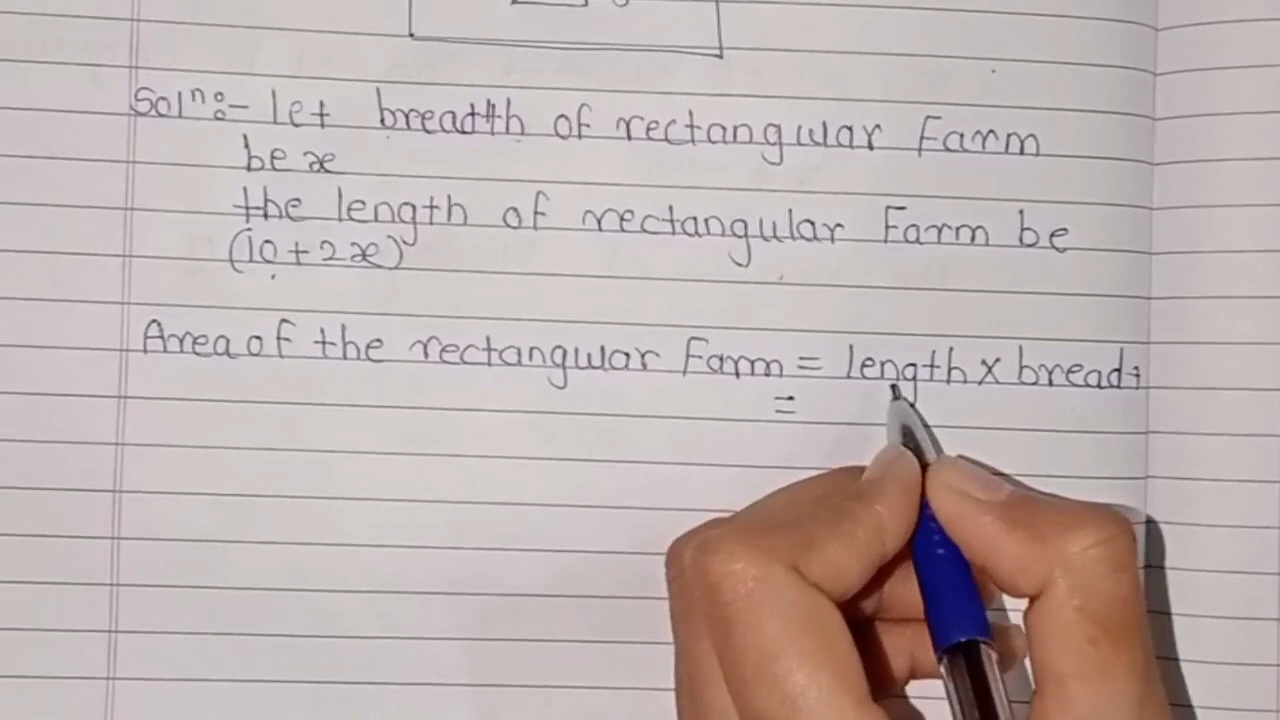 Solⁿ:- let breadth of rectangular Farm
be x
the length of rectangular Farm be
(10+2x)
Area of the rectangular Farm = length × bread
=